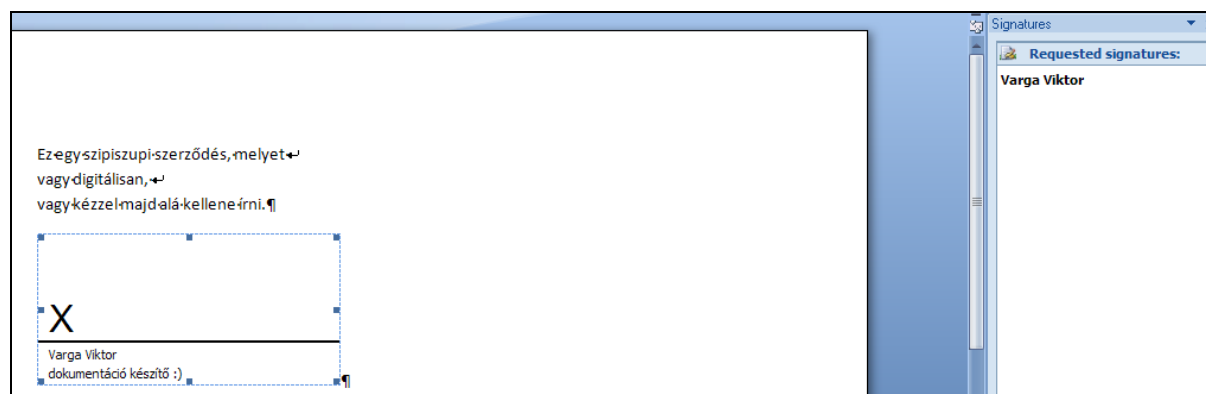 Signatures
Requested signatures:
Varga Viktor
Ez·egy·szipiszupi·szerződés,·melyet↵
vagy·digitálisan,·↵
vagy·kézzel·majd·alá·kellene·írni.¶
X
Varga Viktor
dokumentáció készítő :)
¶